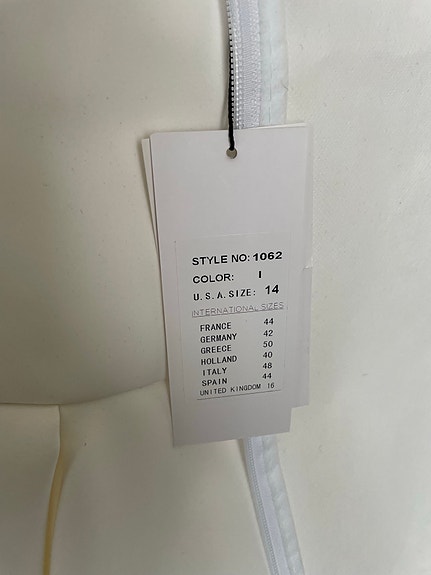 STYLE NO: 1062
COLOR: I
U.S.A. SIZE: 14
INTERNATIONAL SIZES
FRANCE 44
GERMANY 42
GREECE 50
HOLLAND 40
ITALY 48
SPAIN 44
UNITED KINGDOM 16